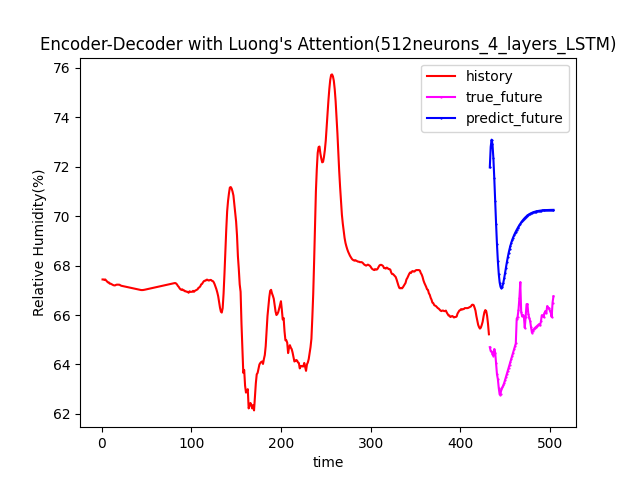 Encoder-Decoder with Luong's Attention(512neurons_4_layers_LSTM)
76
74
72
70
68
66
64
62
Relative Humidity(%)
history
true_future
predict_future
0
100
200
300
400
500
time